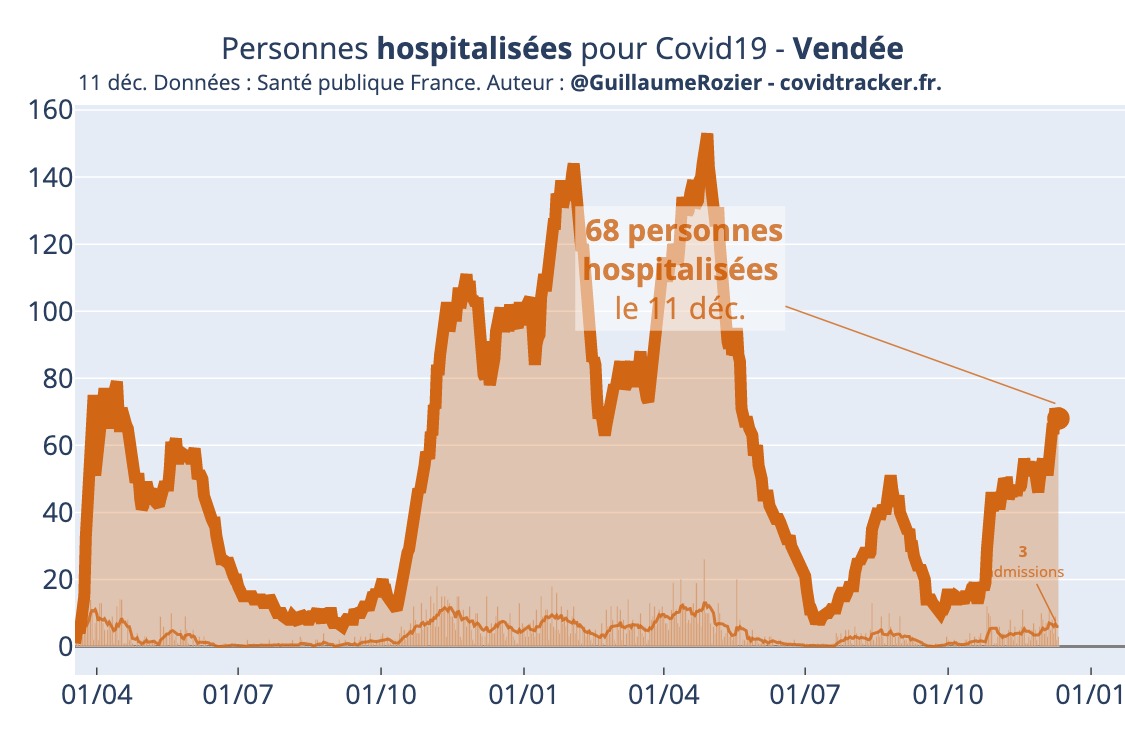 Personnes hospitalisées pour Covid19 - Vendée
11 déc. Données : Santé publique France. Auteur : @GuillaumeRozier - covidtracker.fr.
160
140
120
100
80
60
40
20
0
68 personnes
hospitalisées
le 11 déc.
3
admissions
01/04 01/07 01/10 01/01 01/04 01/07 01/10 01/01